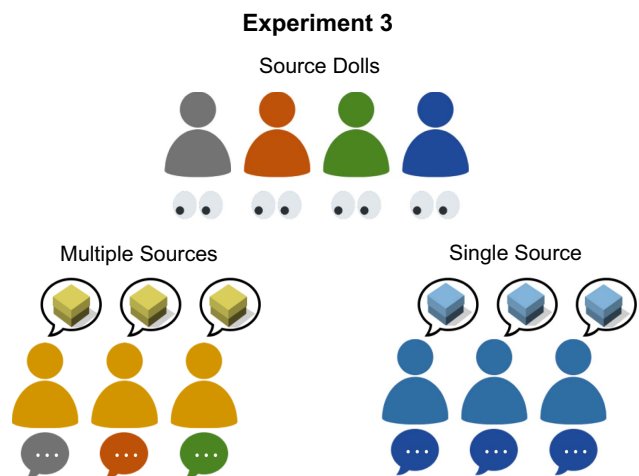 Experiment 3
Source Dolls
Multiple Sources
Single Source